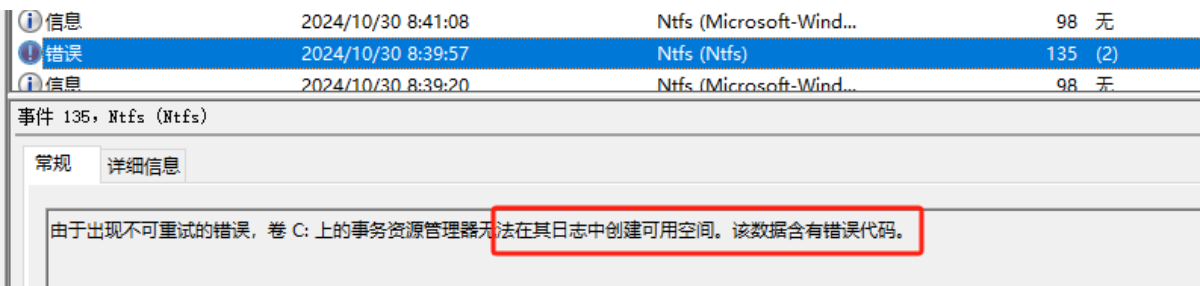 信息 2024/10/30 8:41:08 Ntfs (Microsoft-Wind... 98 无
错误 2024/10/30 8:39:57 Ntfs (Ntfs) 135 (2)
信息 2024/10/30 8:39:20 Ntfs (Microsoft-Wind... 98 无
事件 135，Ntfs (Ntfs)
常规 详细信息
由于出现不可重试的错误，卷 C: 上的事务资源管理器无法在其日志中创建可用空间。该数据含有错误代码。